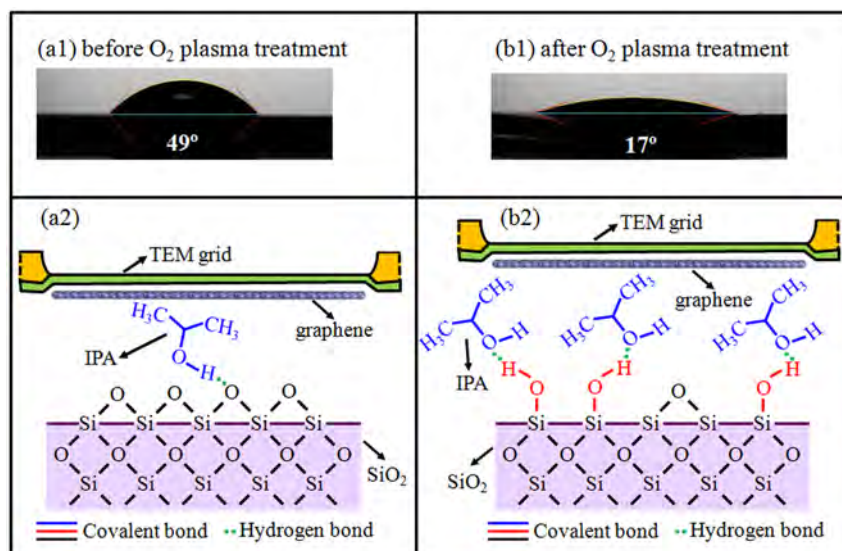 (a1) before O₂ plasma treatment
49°
(b1) after O₂ plasma treatment
17°
(a2)
TEM grid
graphene
H₃C CH₃
O
IPA
H
O O O O
Si Si Si Si Si
O O O O O O
Si Si Si Si Si
SiO₂
Covalent bond Hydrogen bond
(b2)
TEM grid
graphene
CH₃ CH₃ CH₃
H₃C O H H₃C O H H₃C O H
IPA
H H H
O O O O
Si Si Si Si Si
O O O O O O
Si Si Si Si Si
SiO₂
Covalent bond Hydrogen bond